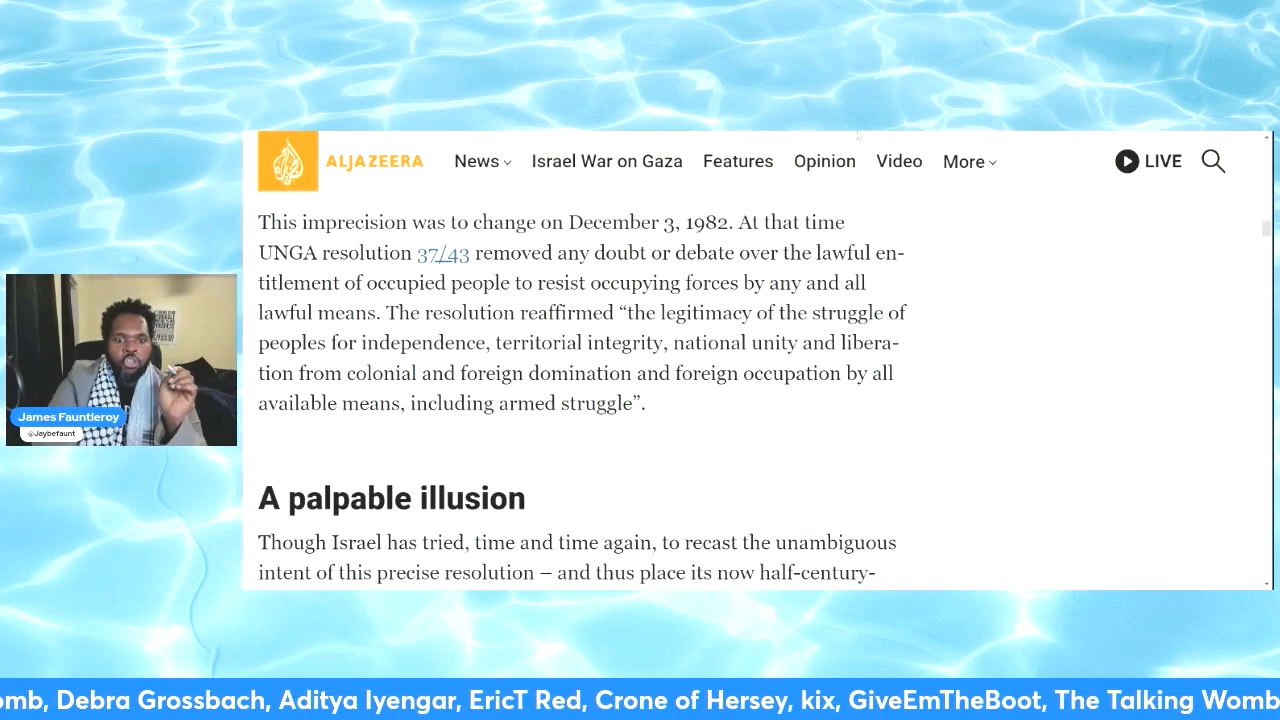 ALJAZEERA
News
Israel War on Gaza
Features
Opinion
Video
More
LIVE
This imprecision was to change on December 3, 1982. At that time
UNGA resolution 37/43 removed any doubt or debate over the lawful en-
titlement of occupied people to resist occupying forces by any and all
lawful means. The resolution reaffirmed “the legitimacy of the struggle of
peoples for independence, territorial integrity, national unity and libera-
tion from colonial and foreign domination and foreign occupation by all
available means, including armed struggle”.
A palpable illusion
Though Israel has tried, time and time again, to recast the unambiguous
intent of this precise resolution – and thus place its now half-century-
James Fauntleroy
@Jaybefaunt
omb, Debra Grossbach, Aditya Iyengar, EricT Red, Crone of Hersey, kix, GiveEmTheBoot, The Talking Womb